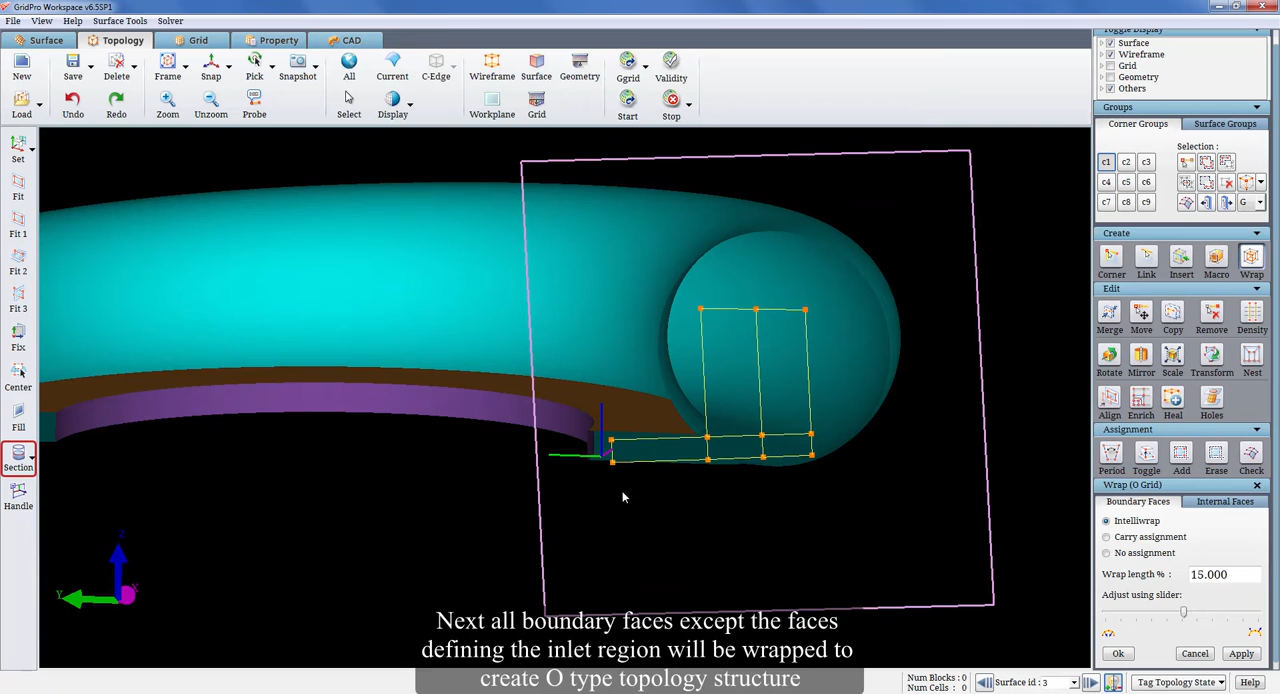 GridPro Workspace v6.5SP1
File View Help Surface Tools Solver
Surface Topology Grid Property CAD
New Save Delete Frame Snap Pick Snapshot All Current C-Edge Wireframe Surface Geometry Ggrid Validity
Load Undo Redo Zoom Unzoom Probe Select Display Workplane Grid Start Stop
Set
Fit
Fit 1
Fit 2
Fit 3
Fix
Center
Fill
Section
Handle
Z
Y
X
Next all boundary faces except the faces
defining the inlet region will be wrapped to
create O type topology structure
Toggle Display
Surface
Wireframe
Grid
Geometry
Others
Groups
Corner Groups Surface Groups
Selection :
c1 c2 c3
c4 c5 c6
c7 c8 c9 G
Create
Corner Link Insert Macro Wrap
Edit
Merge Move Copy Remove Density
Rotate Mirror Scale Transform Nest
Align Enrich Heal Holes
Assignment
Period Toggle Add Remove Check
Wrap (O Grid)
Boundary Faces Internal Faces
Intelliwrap
Carry assignment
No assignment
Wrap length % : 15.000
Adjust using slider:
Ok Cancel Apply
Num Blocks : 0
Num Cells : 0
Surface id : 3 Tag Topology State Help